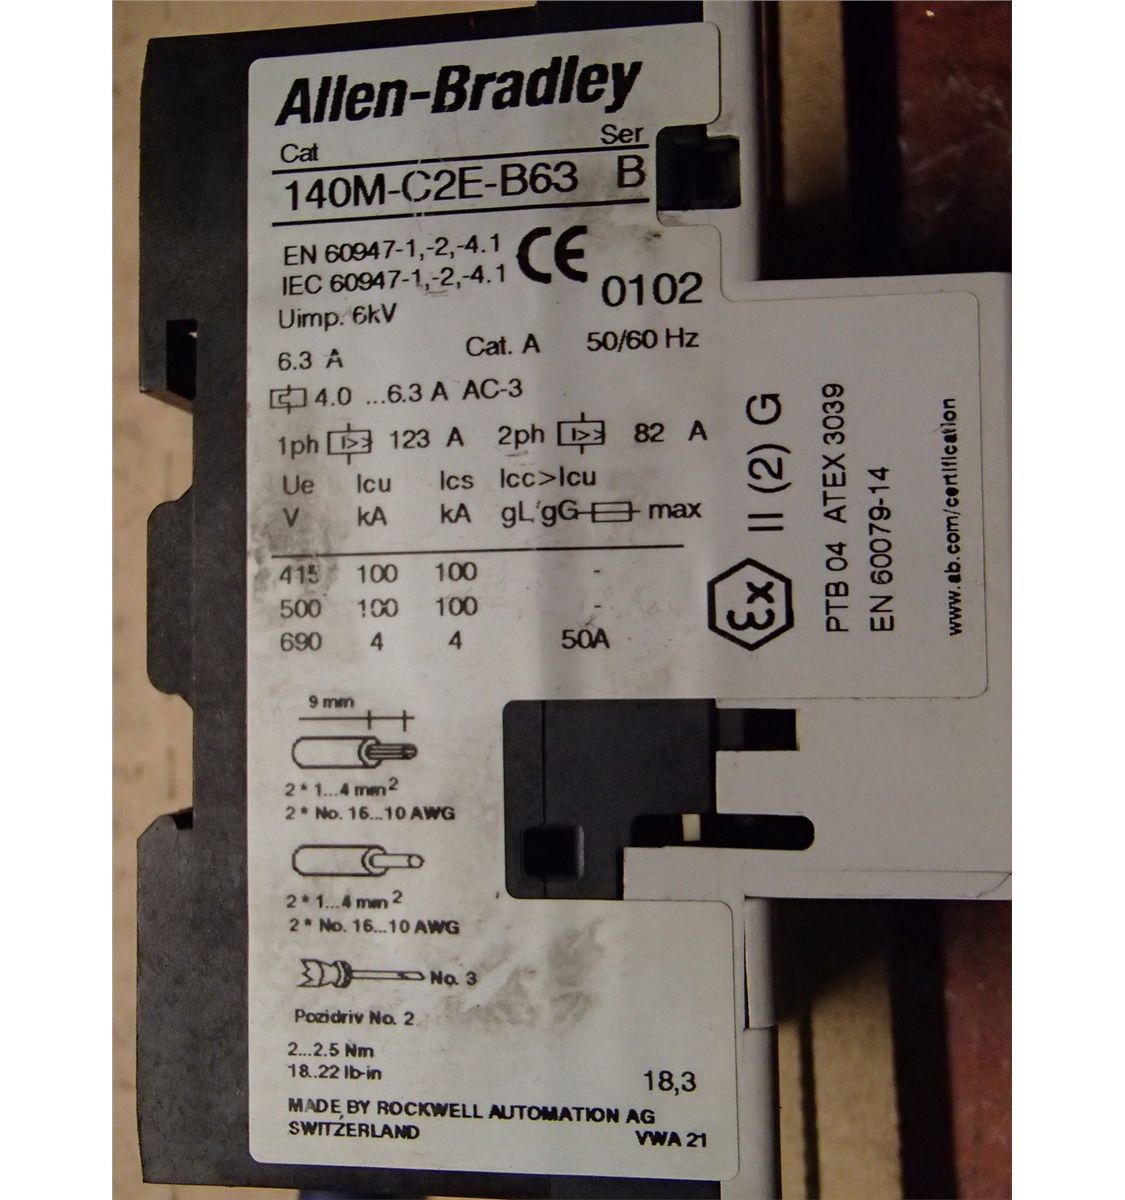 Allen-Bradley
Cat Ser
140M-C2E-B63 B
EN 60947-1,-2,-4.1
IEC 60947-1,-2,-4.1
CE 0102
Uimp. 6kV
6.3 A Cat. A 50/60 Hz
4.0 ...6.3 A AC-3
1ph I> 123 A 2ph I> 82 A
Ue Icu Ics Icc>Icu
V kA kA gL/gG max
415 100 100 -
500 100 100 -
690 4 4 50A
9 mm
2 * 1...4 mm²
2 * No. 16...10 AWG
2 * 1...4 mm²
2 * No. 16...10 AWG
No. 3
Pozidriv No. 2
2...2.5 Nm
18..22 lb-in
18,3
MADE BY ROCKWELL AUTOMATION AG
SWITZERLAND VWA 21
Ex II (2) G
PTB 04 ATEX 3039
EN 60079-14
www.ab.com/certification